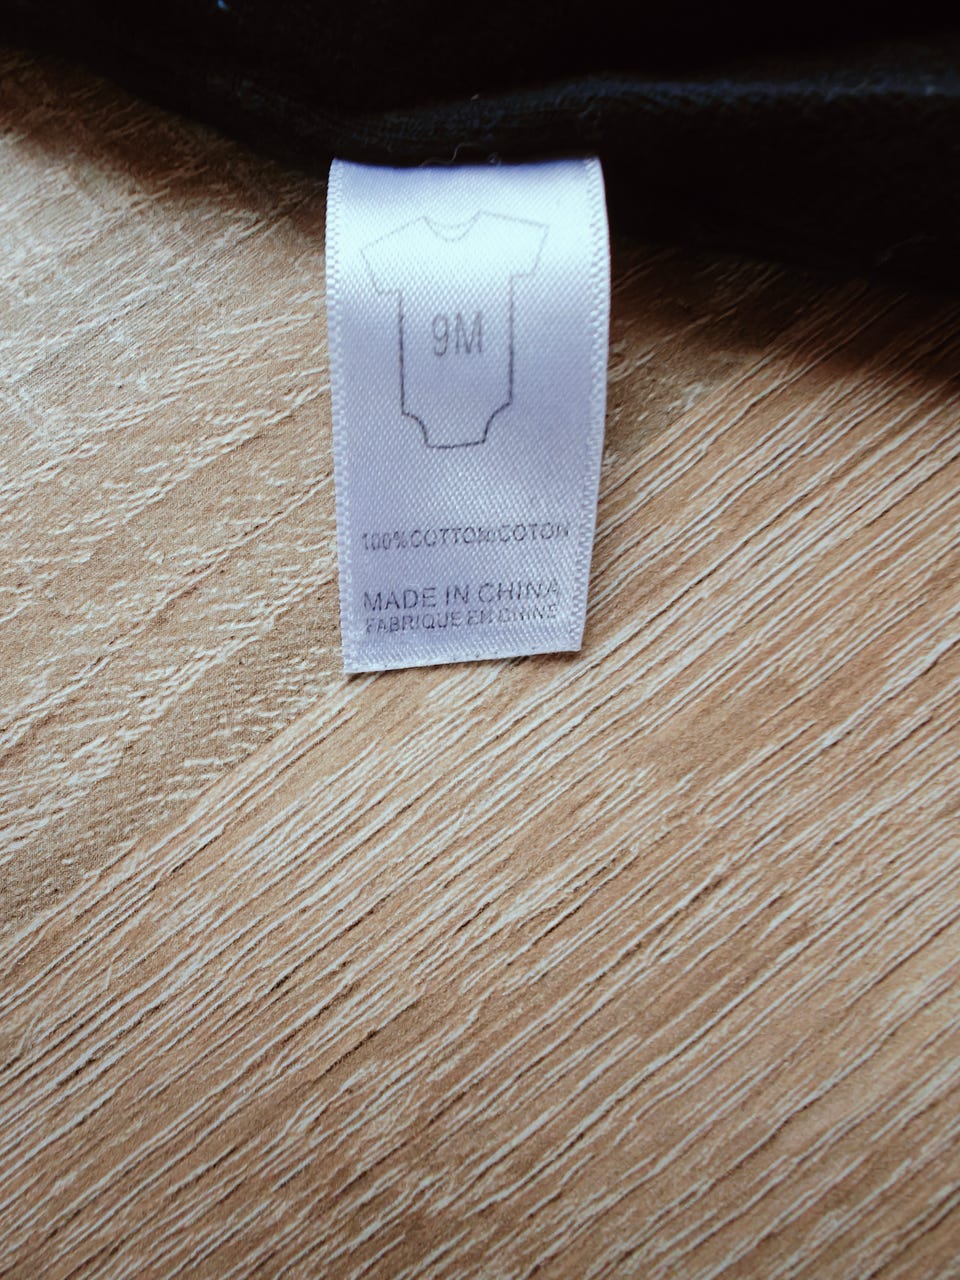 9M
100% COTTON/COTON
MADE IN CHINA
FABRIQUE EN CHINE